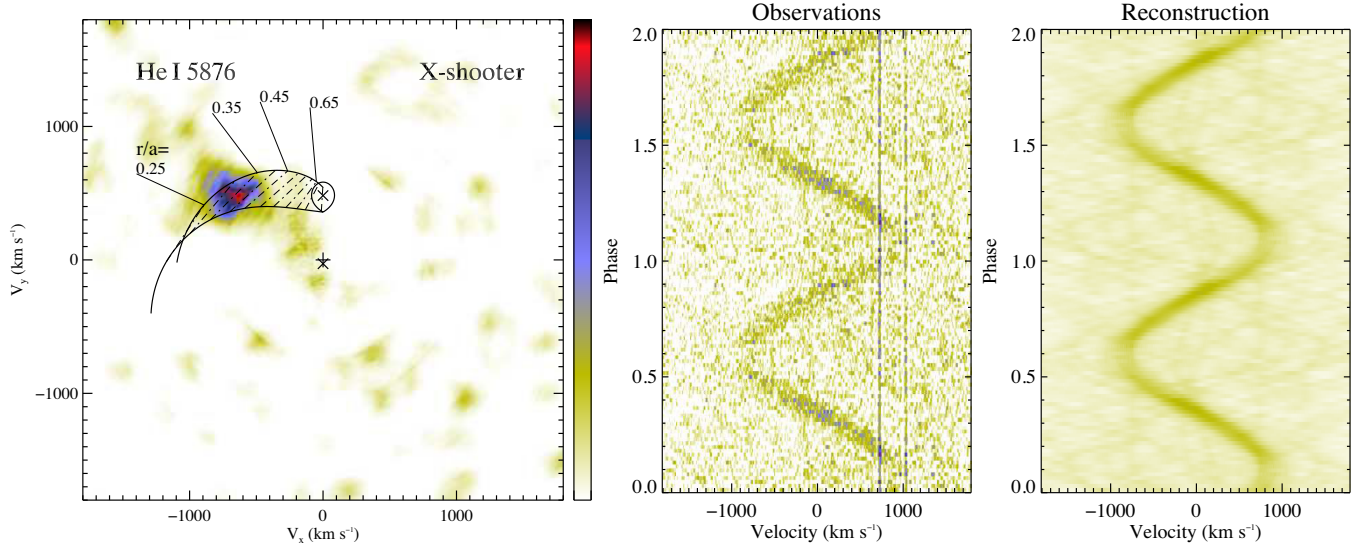 He I 5876
X-shooter
0.35
0.45
0.65
r/a=
0.25
1000
0
−1000
V_y (km s⁻¹)
−1000
0
1000
V_x (km s⁻¹)
Observations
2.0
1.5
1.0
0.5
0.0
Phase
−1000
0
1000
Velocity (km s⁻¹)
Reconstruction
2.0
1.5
1.0
0.5
0.0
Phase
−1000
0
1000
Velocity (km s⁻¹)